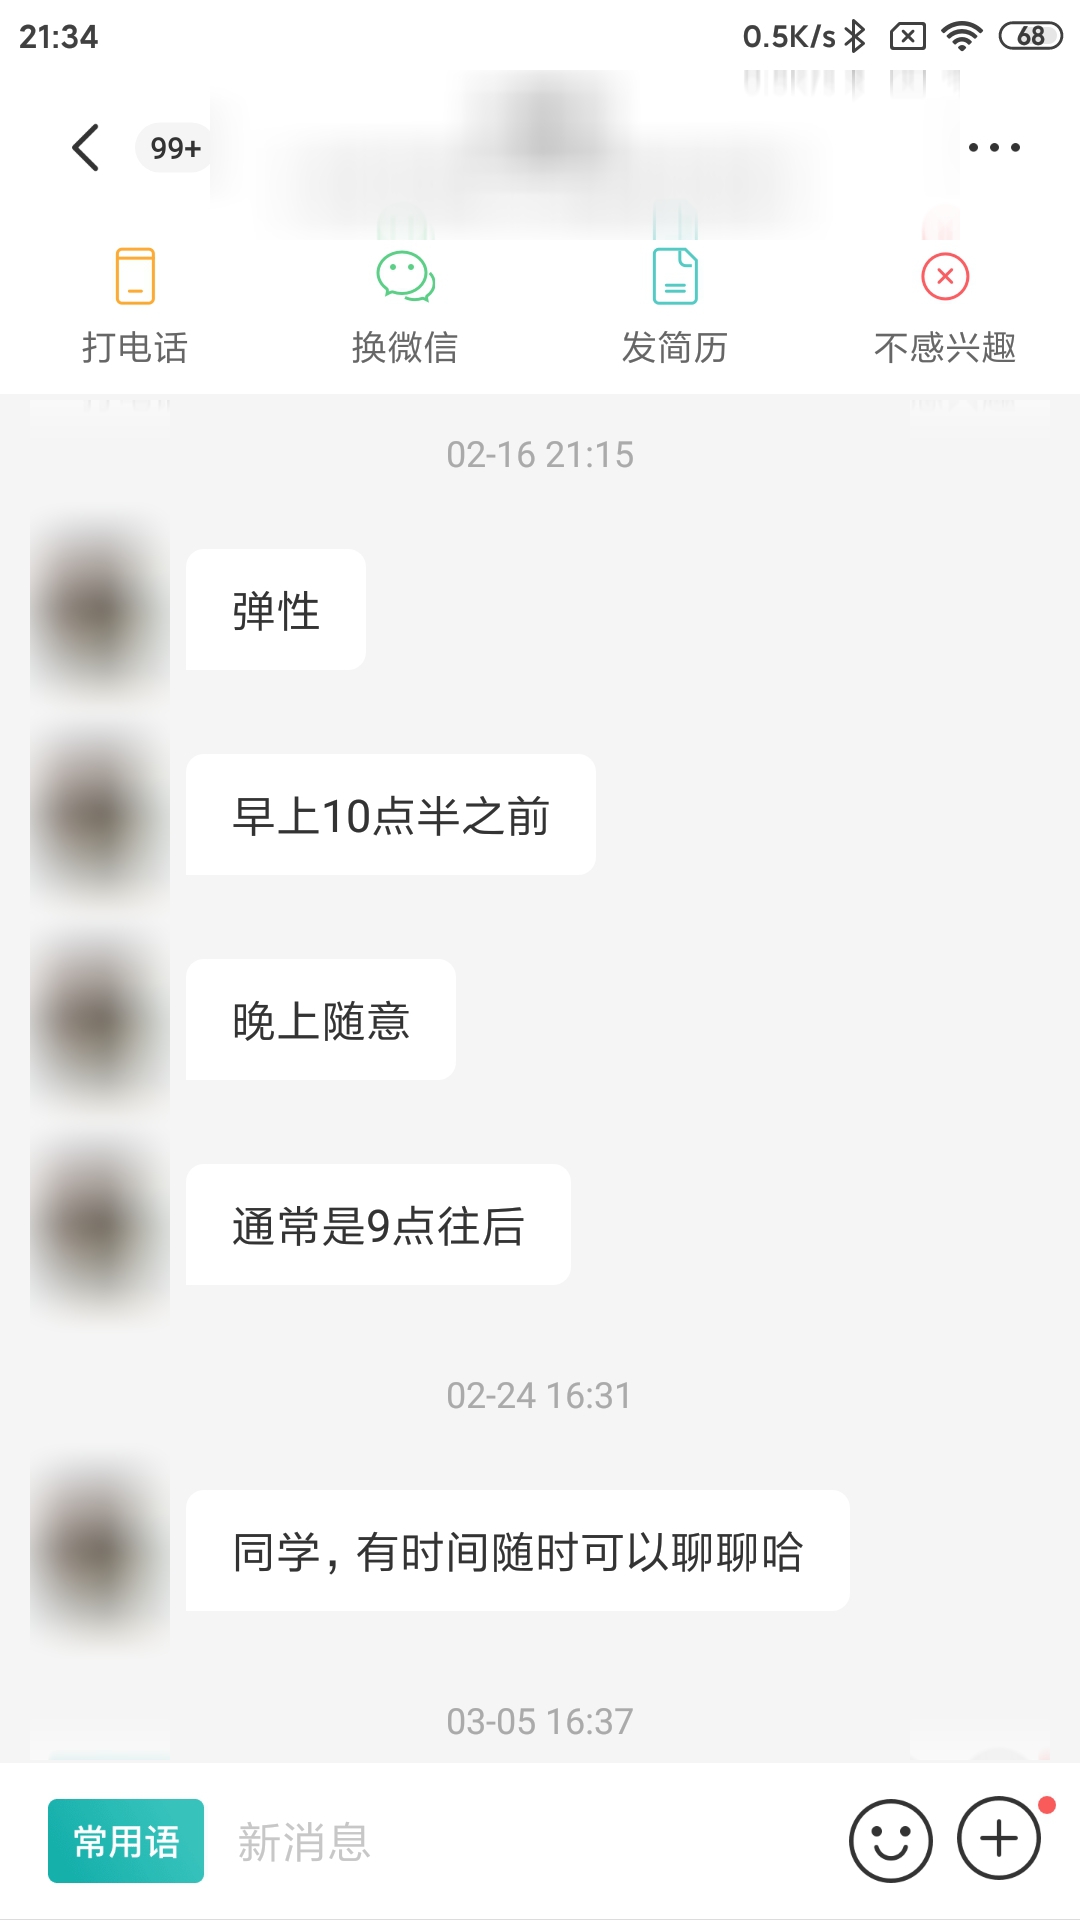 21:34
0.5K/s
68
99+
打电话
换微信
发简历
不感兴趣
02-16 21:15
弹性
早上10点半之前
晚上随意
通常是9点往后
02-24 16:31
同学，有时间随时可以聊聊哈
03-05 16:37
常用语
新消息